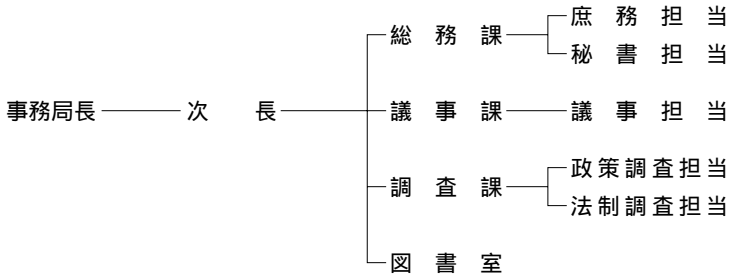 庶務担当
総務課
秘書担当
事務局長 次長 議事課 議事担当
政策調査担当
調査課
法制調査担当
図書室